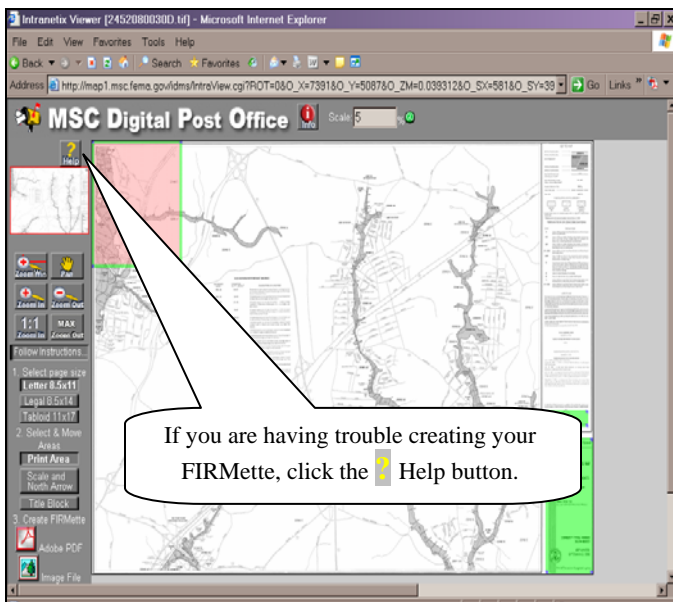 Intranetix Viewer [2452080030D.tif] - Microsoft Internet Explorer
File Edit View Favorites Tools Help
Back Search Favorites
Address http://map1.msc.fema.gov/idms/IntraView.cgi?ROT=0&O_X=7391&O_Y=5087&O_ZM=0.039312&O_SX=581&O_SY=39 Go Links »
MSC Digital Post Office Info Scale: 5 %
? Help
Zoom Win Pan
Zoom In Zoom Out
1:1 MAX
Zoom In Zoom Out
Follow Instructions...
1. Select page size
Letter 8.5x11
Legal 8.5x14
Tabloid 11x17
2. Select & Move
Areas
Print Area
Scale and
North Arrow
Title Block
3. Create FIRMette
Adobe PDF
Image File
If you are having trouble creating your
FIRMette, click the ? Help button.